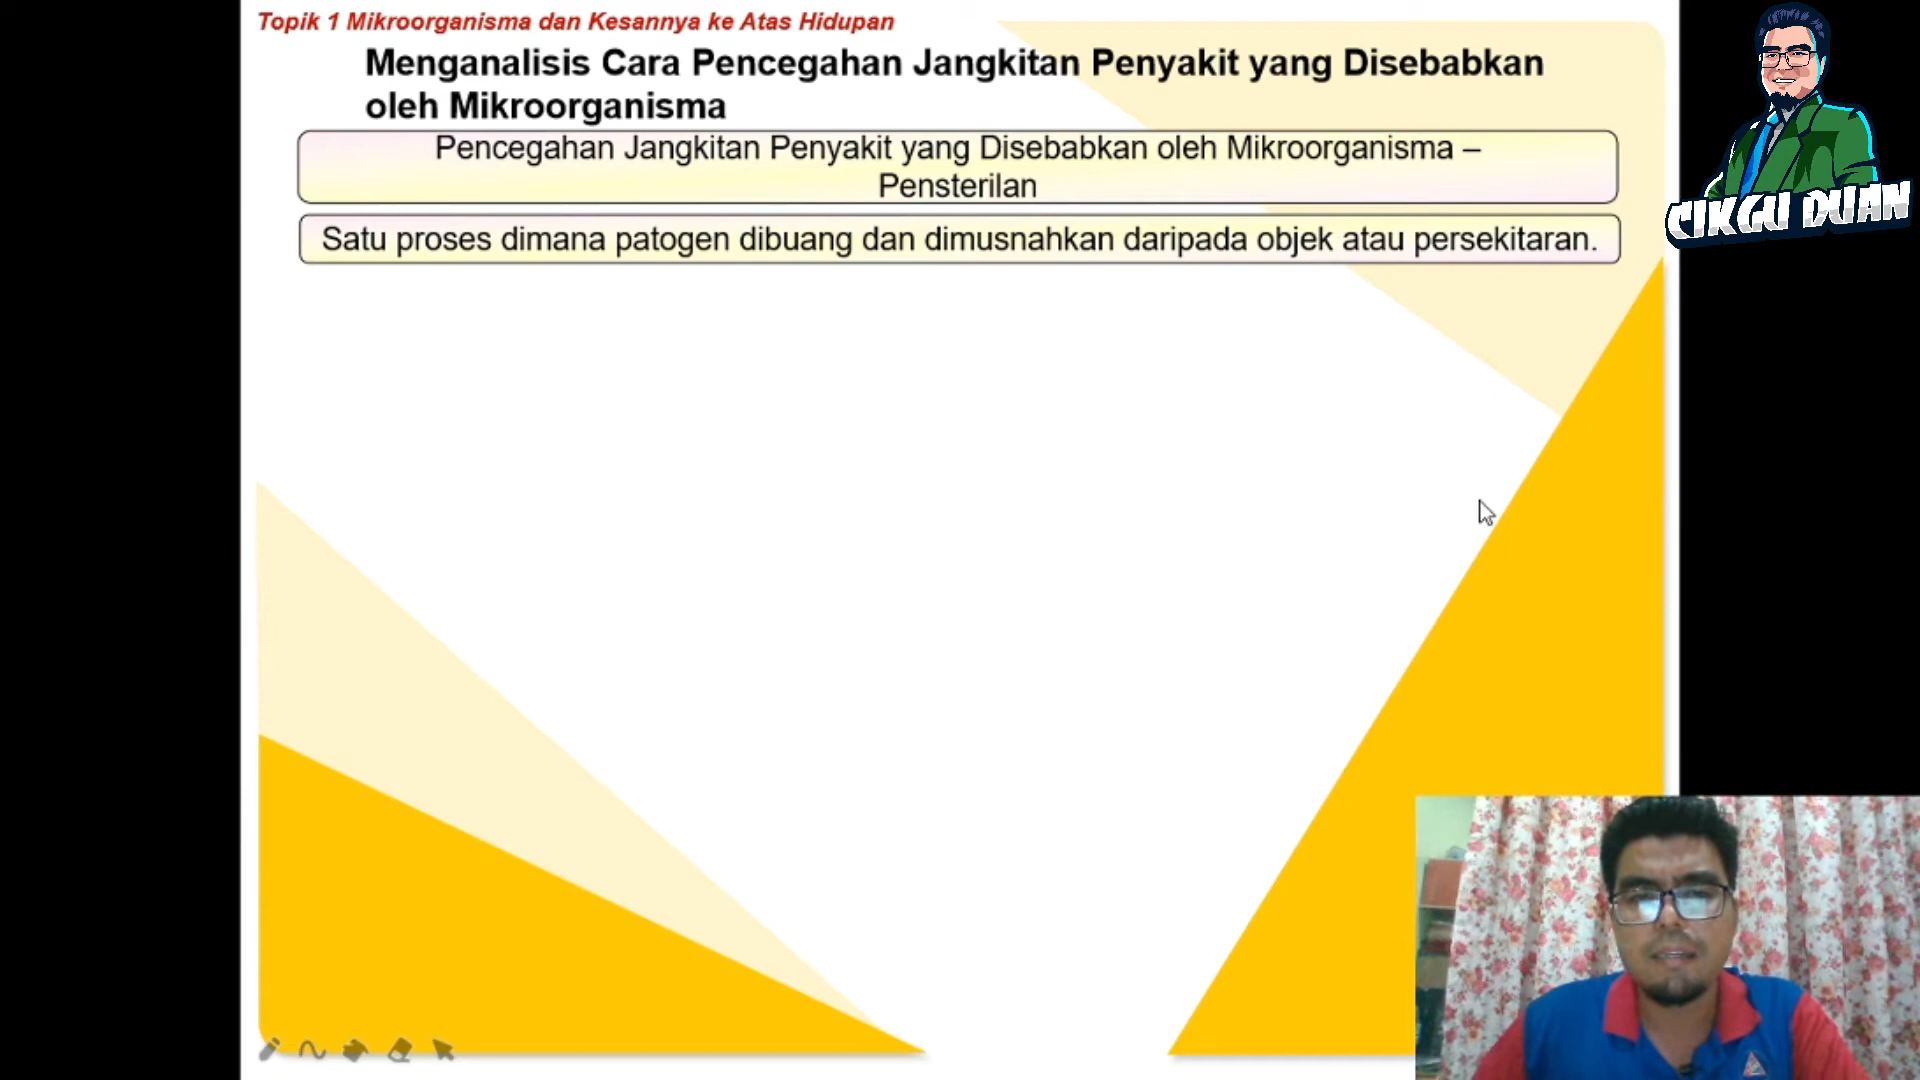 Topik 1 Mikroorganisma dan Kesannya ke Atas Hidupan
Menganalisis Cara Pencegahan Jangkitan Penyakit yang Disebabkan
oleh Mikroorganisma
Pencegahan Jangkitan Penyakit yang Disebabkan oleh Mikroorganisma –
Pensterilan
Satu proses dimana patogen dibuang dan dimusnahkan daripada objek atau persekitaran.
CIKGU DUAN